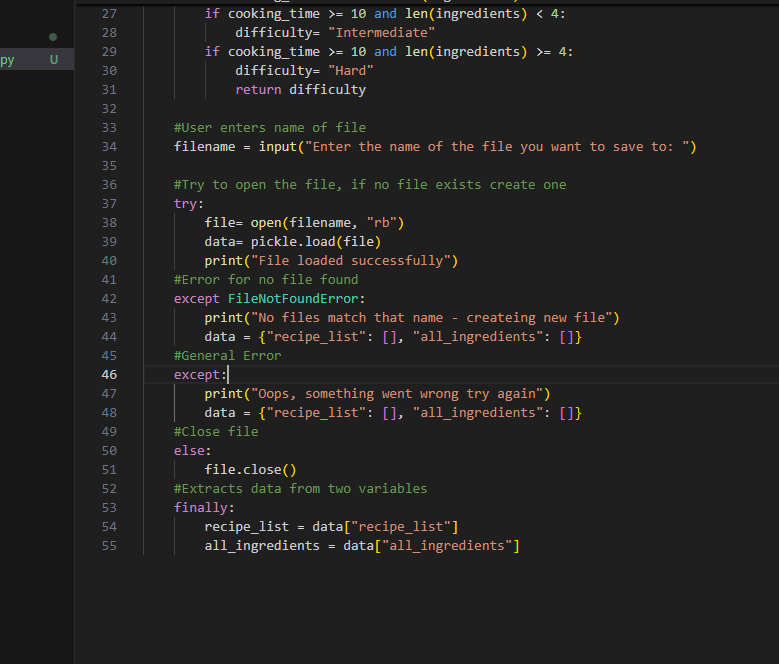 27 if cooking_time >= 10 and len(ingredients) < 4:
28 difficulty= "Intermediate"
29 if cooking_time >= 10 and len(ingredients) >= 4:
30 difficulty= "Hard"
31 return difficulty
32
33 #User enters name of file
34 filename = input("Enter the name of the file you want to save to: ")
35
36 #Try to open the file, if no file exists create one
37 try:
38 file= open(filename, "rb")
py U
39 data= pickle.load(file)
40 print("File loaded successfully")
41 #Error for no file found
42 except FileNotFoundError:
43 print("No files match that name - createing new file")
44 data = {"recipe_list": [], "all_ingredients": []}
45 #General Error
46 except:
47 print("Oops, something went wrong try again")
48 data = {"recipe_list": [], "all_ingredients": []}
49 #Close file
50 else:
51 file.close()
52 #Extracts data from two variables
53 finally:
54 recipe_list = data["recipe_list"]
55 all_ingredients = data["all_ingredients"]